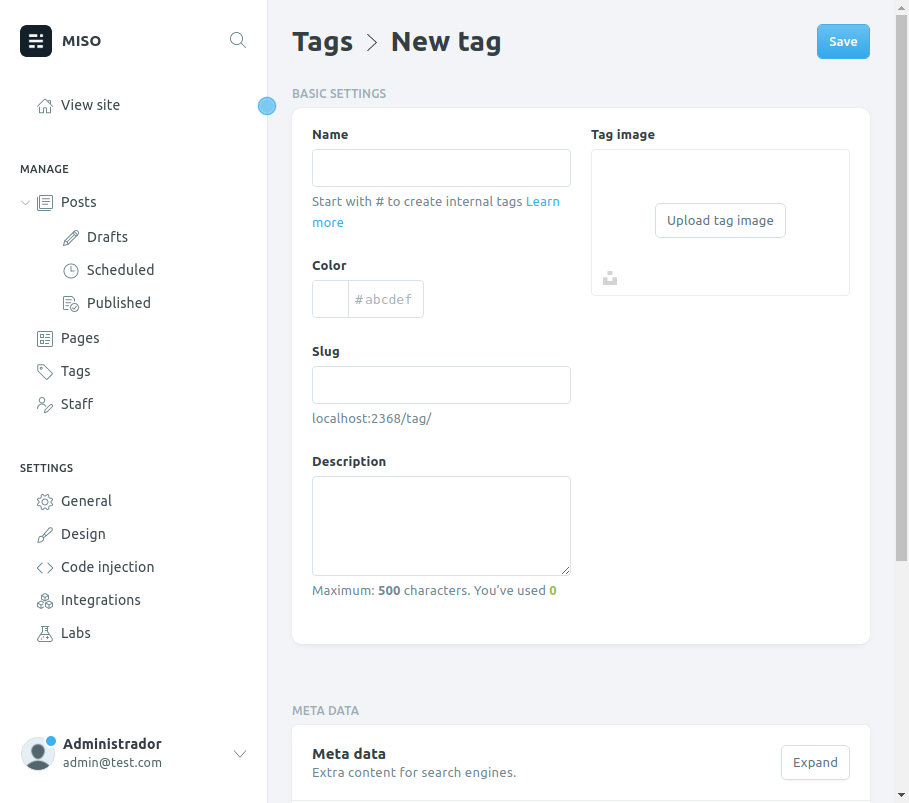 MISO
View site
MANAGE
Posts
Drafts
Scheduled
Published
Pages
Tags
Staff
SETTINGS
General
Design
Code injection
Integrations
Labs
Administrador
admin@test.com
Tags > New tag
Save
BASIC SETTINGS
Name
Start with # to create internal tags Learn
more
Color
#abcdef
Slug
localhost:2368/tag/
Description
Maximum: 500 characters. You’ve used 0
Tag image
Upload tag image
META DATA
Meta data
Extra content for search engines.
Expand